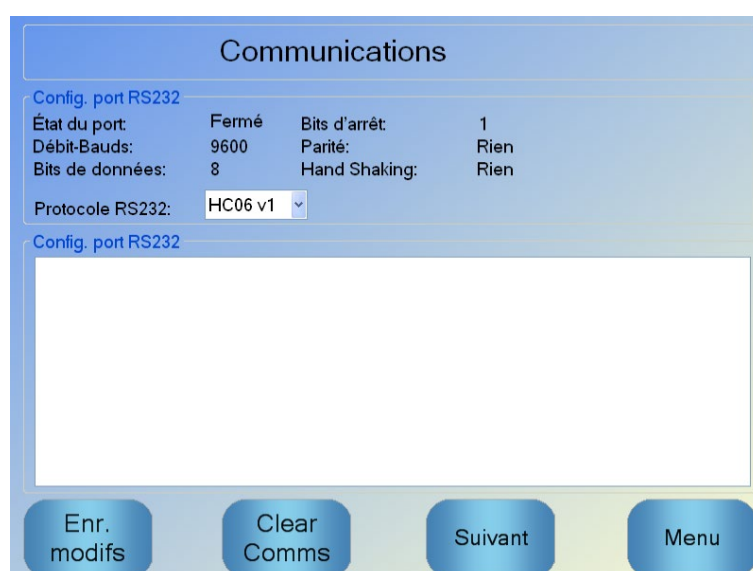 Communications
Config. port RS232
État du port: Fermé Bits d'arrêt: 1
Débit-Bauds: 9600 Parité: Rien
Bits de données: 8 Hand Shaking: Rien
Protocole RS232: HC06 v1
Config. port RS232
Enr. modifs
Clear Comms
Suivant
Menu